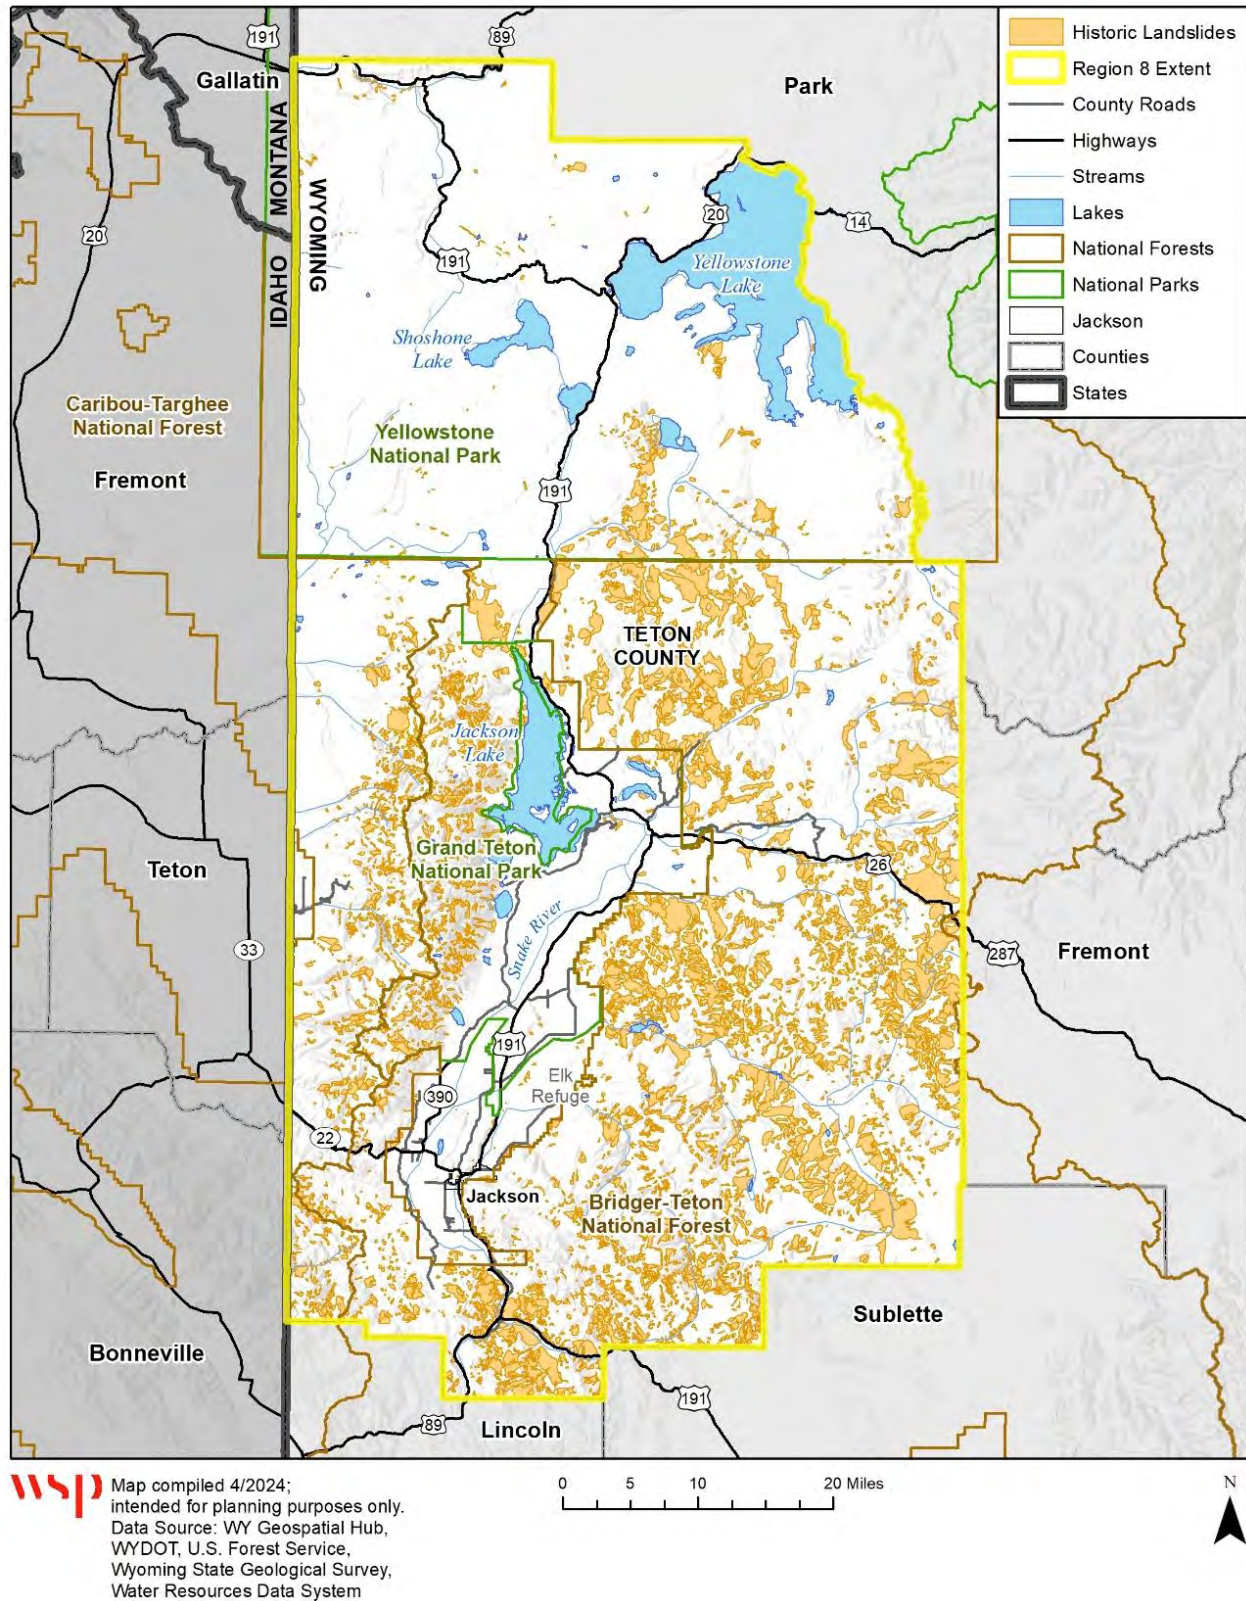 191
89
Gallatin
Park
MONTANA
IDAHO
WYOMING
20
14
20
191
Yellowstone
Lake
Shoshone
Lake
Caribou-Targhee
National Forest
Fremont
Yellowstone
National Park
191
TETON
COUNTY
Jackson
Lake
Grand Teton
National Park
Teton
26
33
Snake River
287
Fremont
191
Elk
Refuge
390
22
Jackson
Bridger-Teton
National Forest
Sublette
Bonneville
191
89
Lincoln
Historic Landslides
Region 8 Extent
County Roads
Highways
Streams
Lakes
National Forests
National Parks
Jackson
Counties
States
wsp
Map compiled 4/2024;
intended for planning purposes only.
Data Source: WY Geospatial Hub,
WYDOT, U.S. Forest Service,
Wyoming State Geological Survey,
Water Resources Data System
0 5 10 20 Miles
N